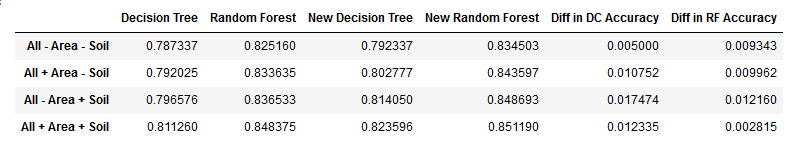 Decision Tree Random Forest New Decision Tree New Random Forest Diff in DC Accuracy Diff in RF Accuracy
All - Area - Soil 0.787337 0.825160 0.792337 0.834503 0.005000 0.009343
All + Area - Soil 0.792025 0.833635 0.802777 0.843597 0.010752 0.009962
All - Area + Soil 0.796576 0.836533 0.814050 0.848693 0.017474 0.012160
All + Area + Soil 0.811260 0.848375 0.823596 0.851190 0.012335 0.002815